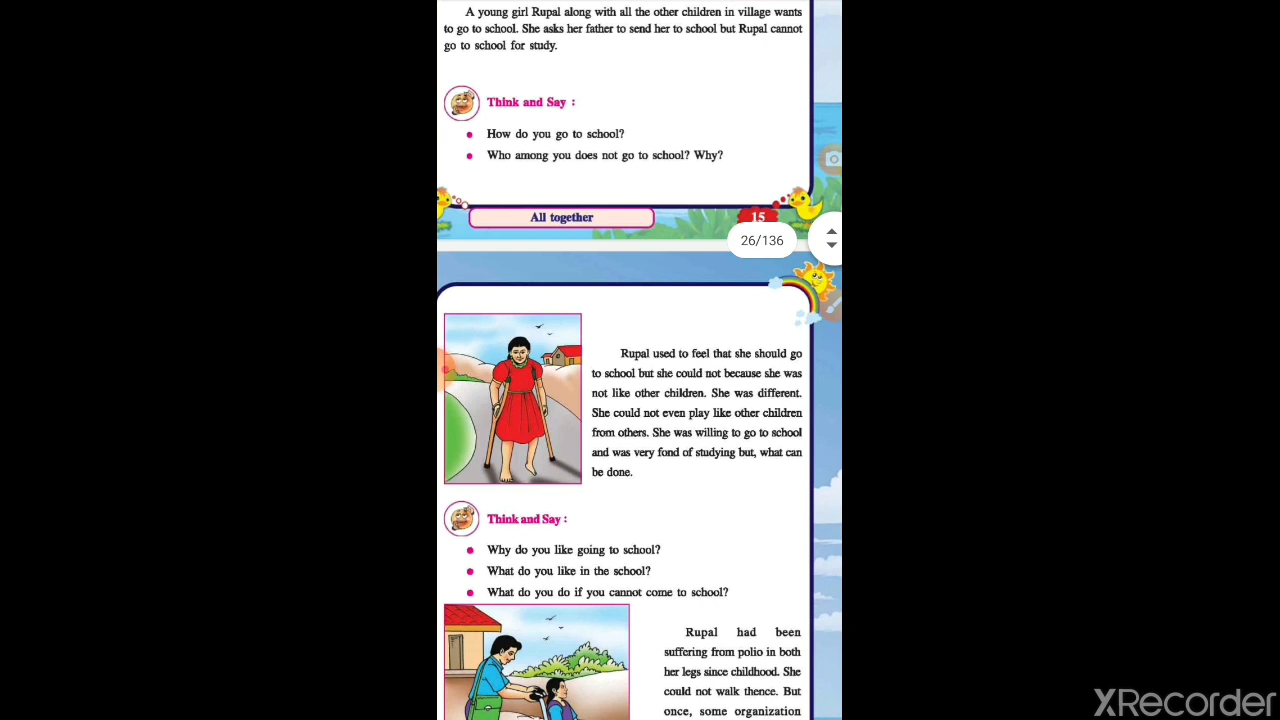 A young girl Rupal along with all the other children in village wants
to go to school. She asks her father to send her to school but Rupal cannot
go to school for study.
Think and Say :
How do you go to school?
Who among you does not go to school? Why?
All together
15
26/136
Rupal used to feel that she should go
to school but she could not because she was
not like other children. She was different.
She could not even play like other children
from others. She was willing to go to school
and was very fond of studying but, what can
be done.
Think and Say :
Why do you like going to school?
What do you like in the school?
What do you do if you cannot come to school?
Rupal had been
suffering from polio in both
her legs since childhood. She
could not walk thence. But
once, some organization
XRecorder